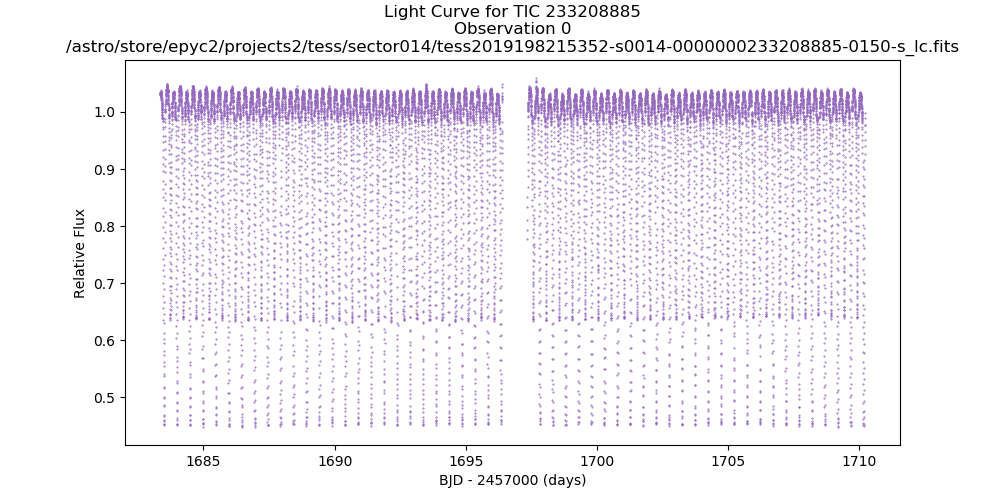 Light Curve for TIC 233208885
Observation 0
/astro/store/epyc2/projects2/tess/sector014/tess2019198215352-s0014-0000000233208885-0150-s_lc.fits
Relative Flux
1.0
0.9
0.8
0.7
0.6
0.5
1685
1690
1695
1700
1705
1710
BJD - 2457000 (days)